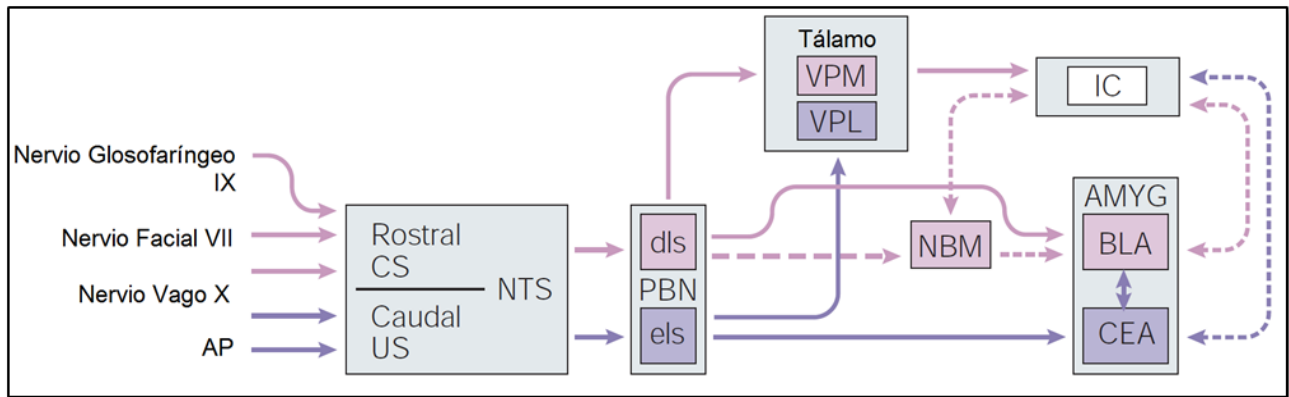 Nervio Glosofaríngeo
IX
Nervio Facial VII
Nervio Vago X
AP
Rostral
CS
NTS
Caudal
US
dls
PBN
els
Tálamo
VPM
VPL
NBM
IC
AMYG
BLA
CEA